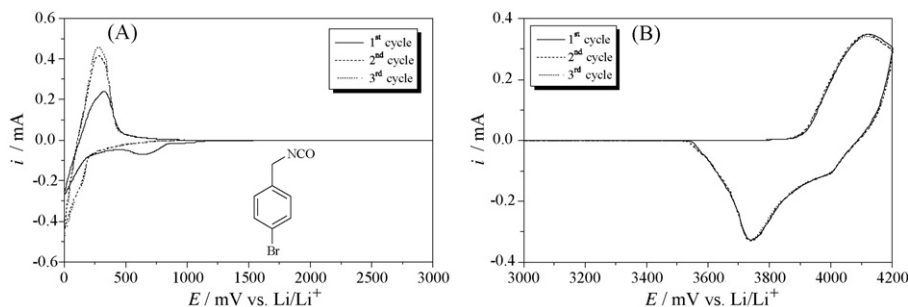 (A)
1st cycle
2nd cycle
3rd cycle
0.6
0.4
0.2
0.0
-0.2
-0.4
-0.6
i / mA
NCO
Br
0 500 1000 1500 2000 2500 3000
E / mV vs. Li/Li+
(B)
1st cycle
2nd cycle
3rd cycle
0.4
0.2
0.0
-0.2
-0.4
i / mA
3000 3200 3400 3600 3800 4000 4200
E / mV vs. Li/Li+